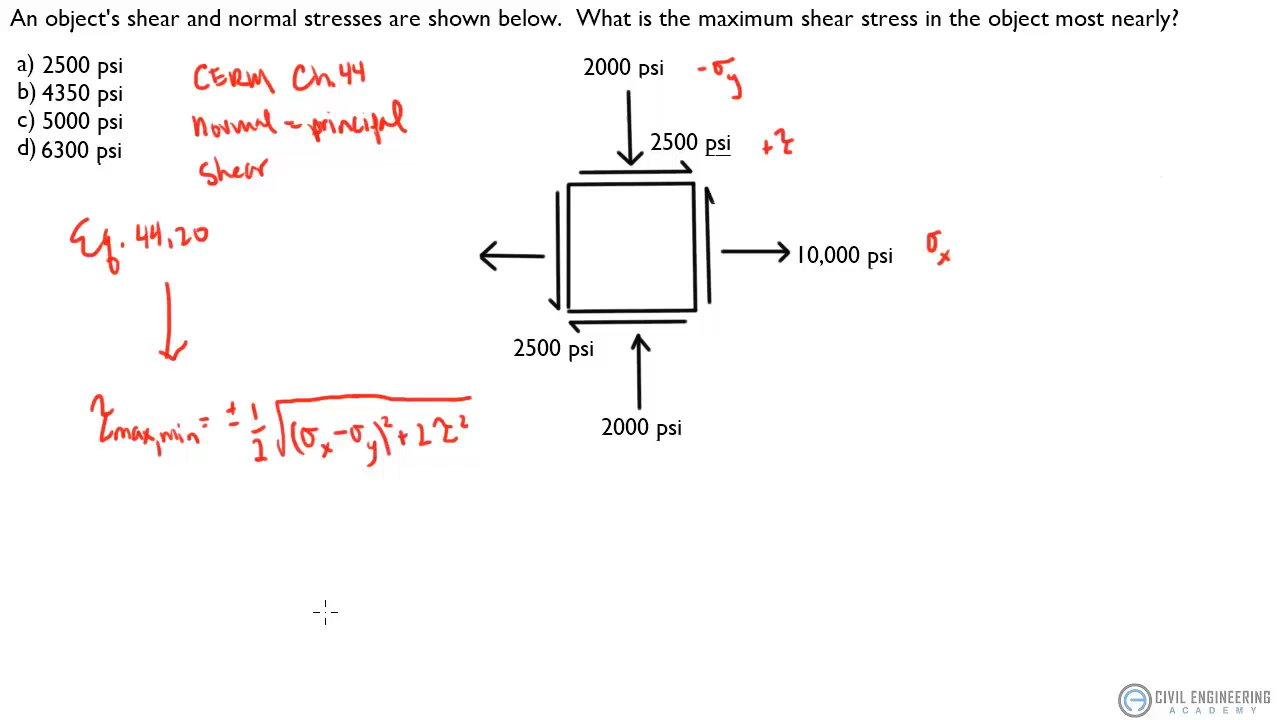 An object's shear and normal stresses are shown below. What is the maximum shear stress in the object most nearly?
a) 2500 psi
b) 4350 psi
c) 5000 psi
d) 6300 psi
CERM Ch. 44
normal = principal
shear
Eq. 44.20
τmax,min = ± 1/2 √(σx - σy)² + 2τ²
2000 psi -σy
2500 psi +τ
10,000 psi σx
2500 psi
2000 psi
CIVIL ENGINEERING
ACADEMY